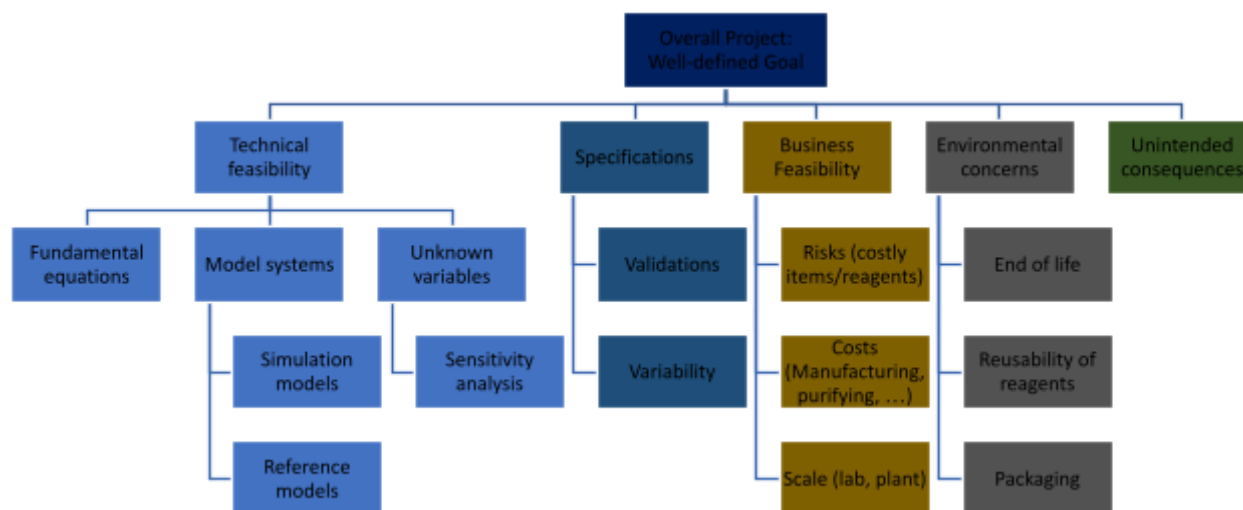 Overall Project:
Well-defined Goal
Technical
feasibility
Specifications
Business
Feasibility
Environmental
concerns
Unintended
consequences
Fundamental
equations
Model systems
Unknown
variables
Validations
Risks (costly
items/reagents)
End of life
Simulation
models
Sensitivity
analysis
Variability
Costs
(Manufacturing,
purifying, …)
Reusability of
reagents
Reference
models
Scale (lab, plant)
Packaging